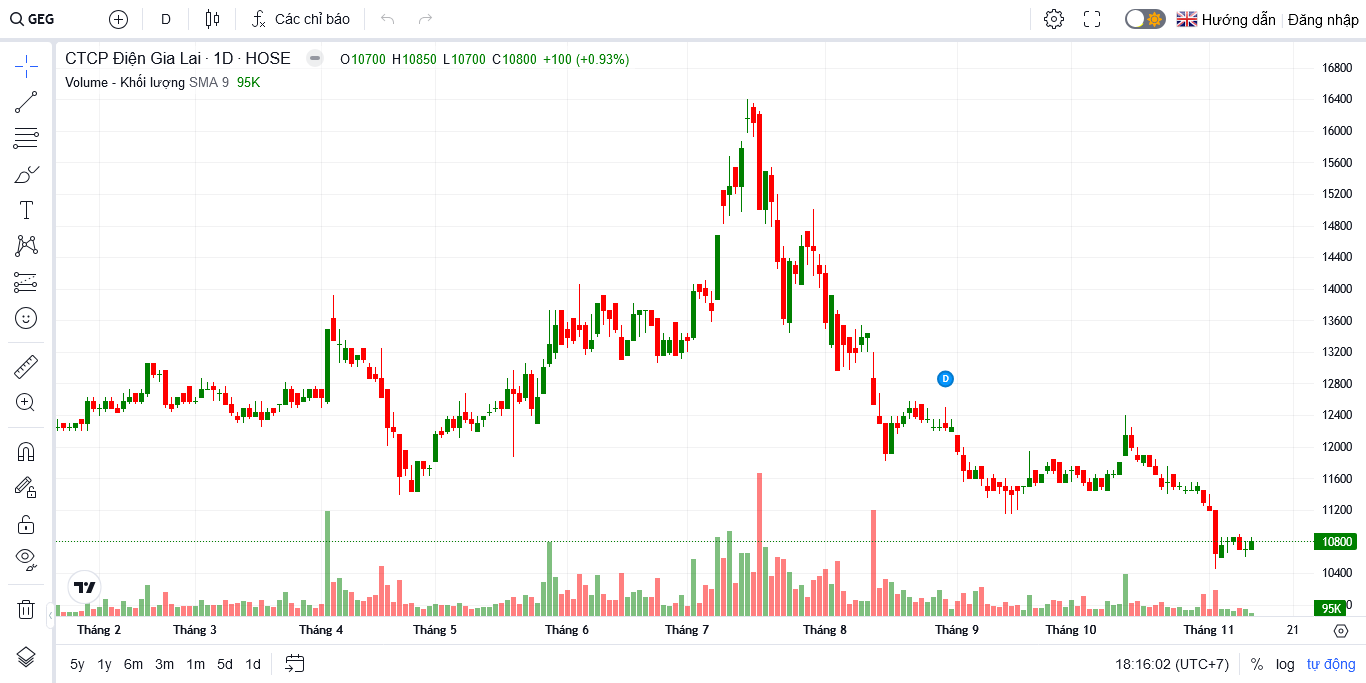 GEG D Các chỉ báo Hướng dẫn Đăng nhập
CTCP Điện Gia Lai · 1D · HOSE O10700 H10850 L10700 C10800 +100 (+0.93%)
Volume - Khối lượng SMA 9 95K
16800
16400
16000
15600
15200
14800
14400
14000
13600
13200
12800
D
12400
12000
11600
11200
10800
10400
95K
Tháng 2 Tháng 3 Tháng 4 Tháng 5 Tháng 6 Tháng 7 Tháng 8 Tháng 9 Tháng 10 Tháng 11 21
5y 1y 6m 3m 1m 5d 1d 18:16:02 (UTC+7) % log tự động